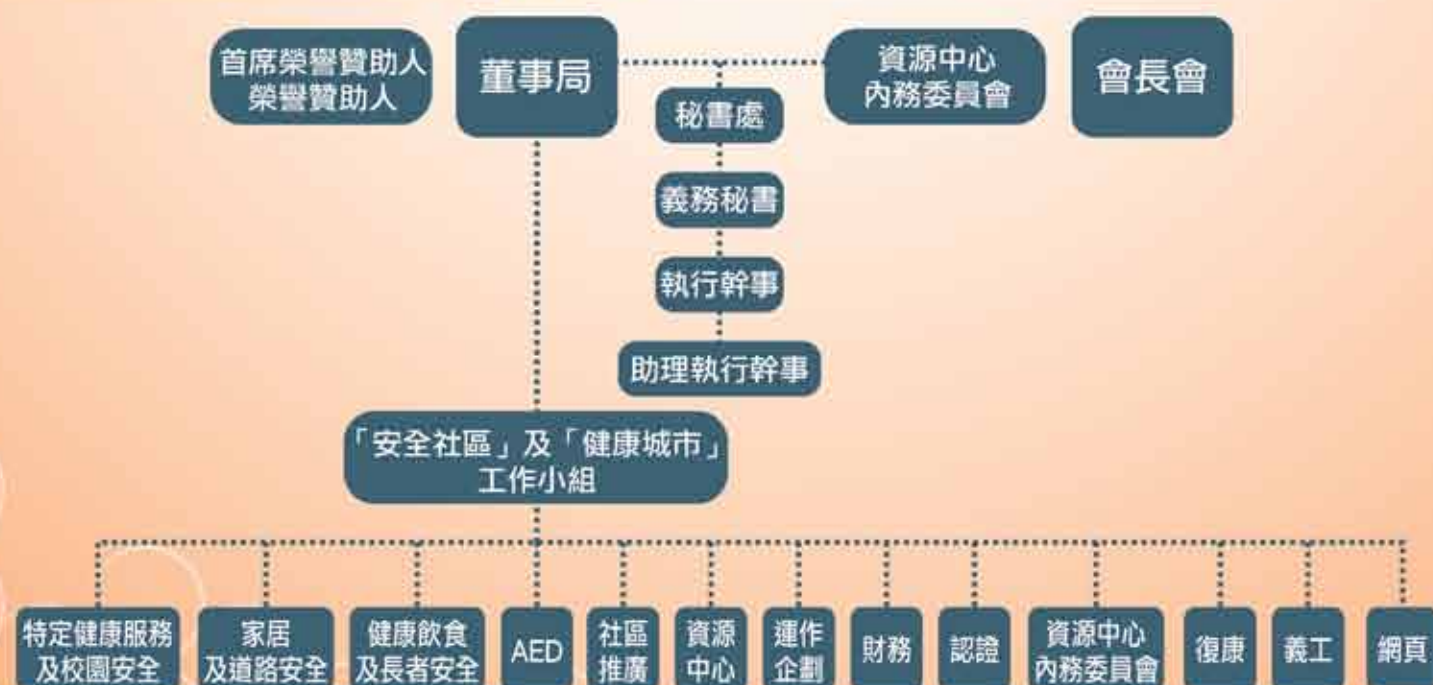 首席榮譽贊助人
榮譽贊助人
董事局
資源中心
內務委員會
會長會
秘書處
義務秘書
執行幹事
助理執行幹事
「安全社區」及「健康城市」
工作小組
特定健康服務
及校園安全
家居
及道路安全
健康飲食
及長者安全
AED
社區
推廣
資源
中心
運作
企劃
財務
認證
資源中心
內務委員會
復康
義工
網頁